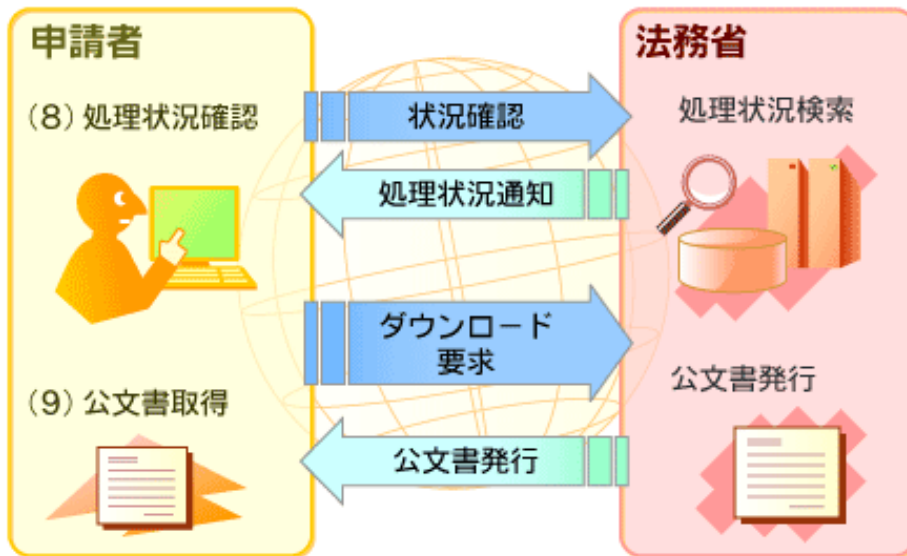 申請者
法務省
(8)処理状況確認
状況確認
処理状況検索
処理状況通知
ダウンロード
要求
(9)公文書取得
公文書発行
公文書発行